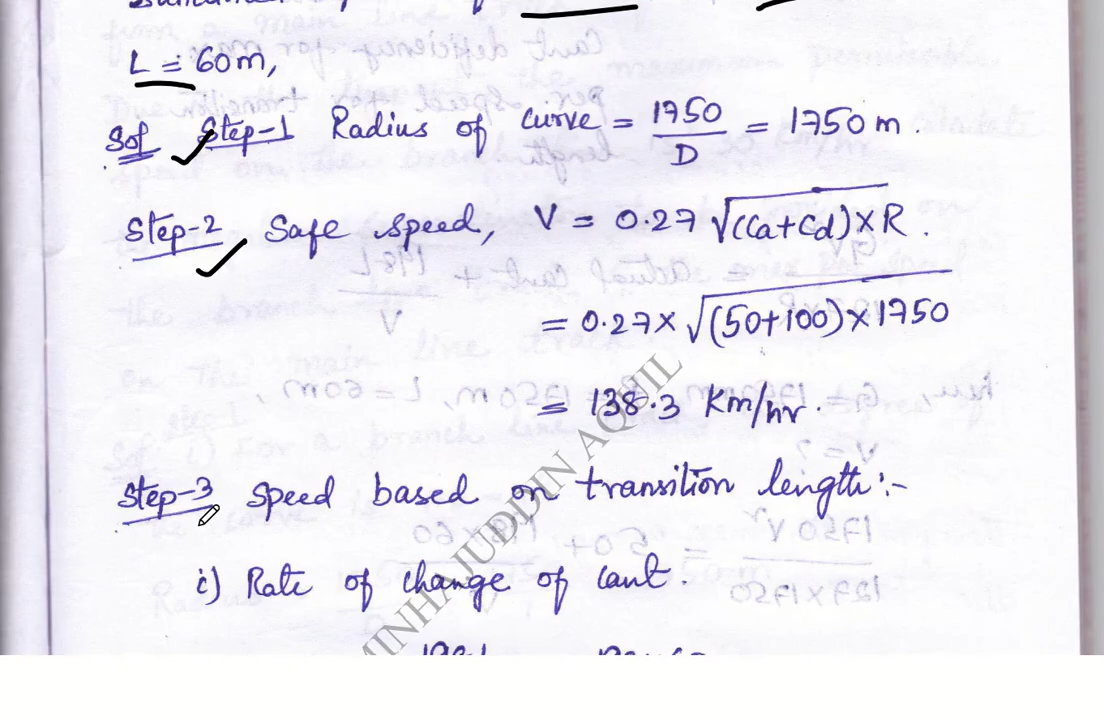 L = 60m,
Sol Step-1 Radius of curve = 1750/D = 1750 m.
Step-2 Safe speed, V = 0.27 √((Ca+Cd)×R.
= 0.27× √(50+100)×1750
= 138.3 Km/hr.
Step-3 Speed based on transition length :-
i) Rate of change of cant.
MINHAJUDDIN AQUIL